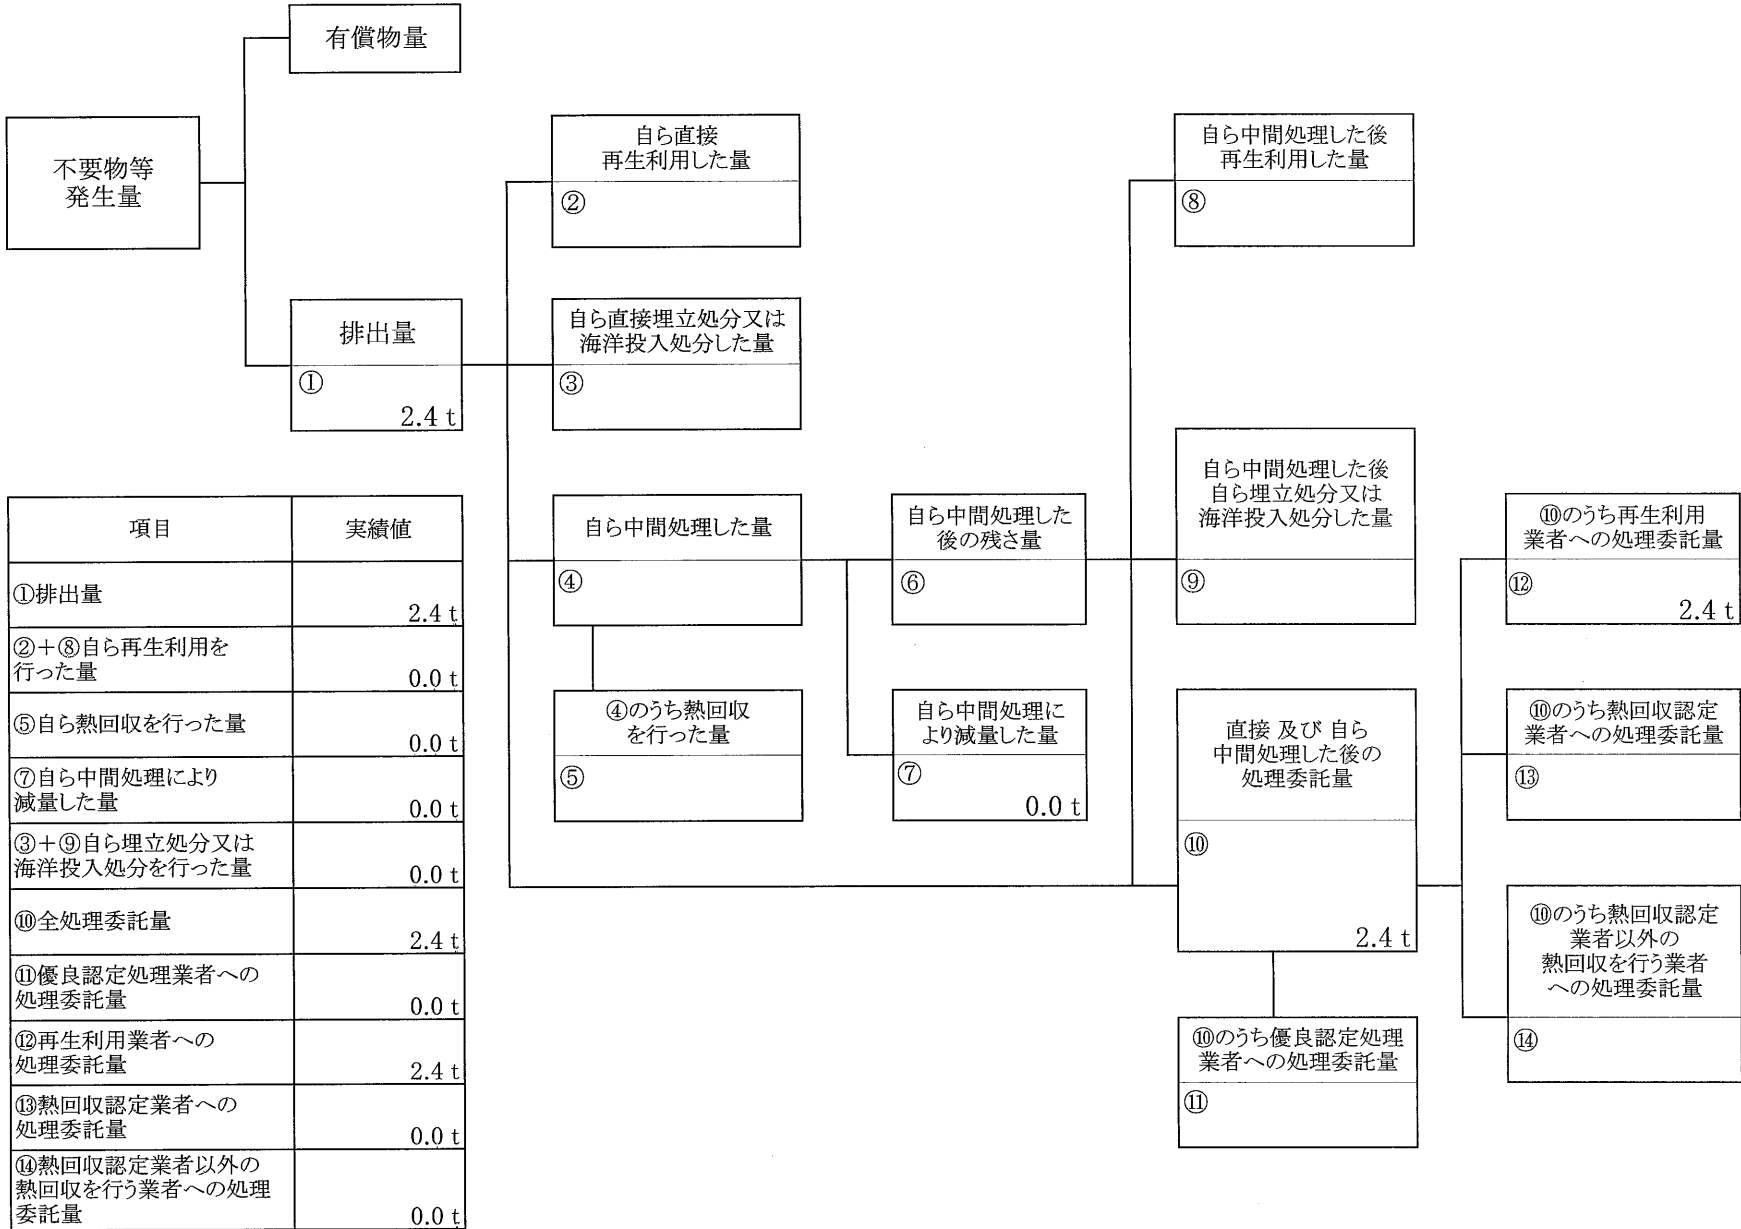 有償物量
不要物等
発生量
自ら直接
再生利用した量
②
自ら中間処理した後
再生利用した量
⑧
排出量
①
2.4 t
自ら直接埋立処分又は
海洋投入処分した量
③
自ら中間処理した量
④
自ら中間処理した
後の残さ量
⑥
自ら中間処理した後
自ら埋立処分又は
海洋投入処分した量
⑨
⑩のうち再生利用
業者への処理委託量
⑫
2.4 t
④のうち熱回収
を行った量
⑤
自ら中間処理に
より減量した量
⑦
0.0 t
直接 及び 自ら
中間処理した後の
処理委託量
⑩
2.4 t
⑩のうち熱回収認定
業者への処理委託量
⑬
⑩のうち熱回収認定
業者以外の
熱回収を行う業者
への処理委託量
⑭
⑩のうち優良認定処理
業者への処理委託量
⑪
項目 実績値
①排出量
2.4 t
②+⑧自ら再生利用を
行った量
0.0 t
⑤自ら熱回収を行った量
0.0 t
⑦自ら中間処理により
減量した量
0.0 t
③+⑨自ら埋立処分又は
海洋投入処分を行った量
0.0 t
⑩全処理委託量
2.4 t
⑪優良認定処理業者への
処理委託量
0.0 t
⑫再生利用業者への
処理委託量
2.4 t
⑬熱回収認定業者への
処理委託量
0.0 t
⑭熱回収認定業者以外の
熱回収を行う業者への処理
委託量
0.0 t